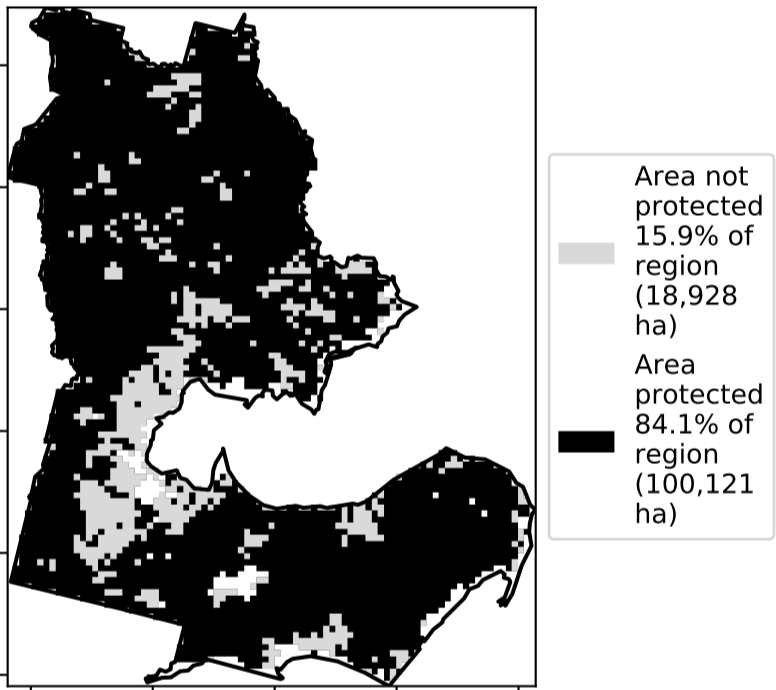 Area not
protected
15.9% of
region
(18,928
ha)
Area
protected
84.1% of
region
(100,121
ha)